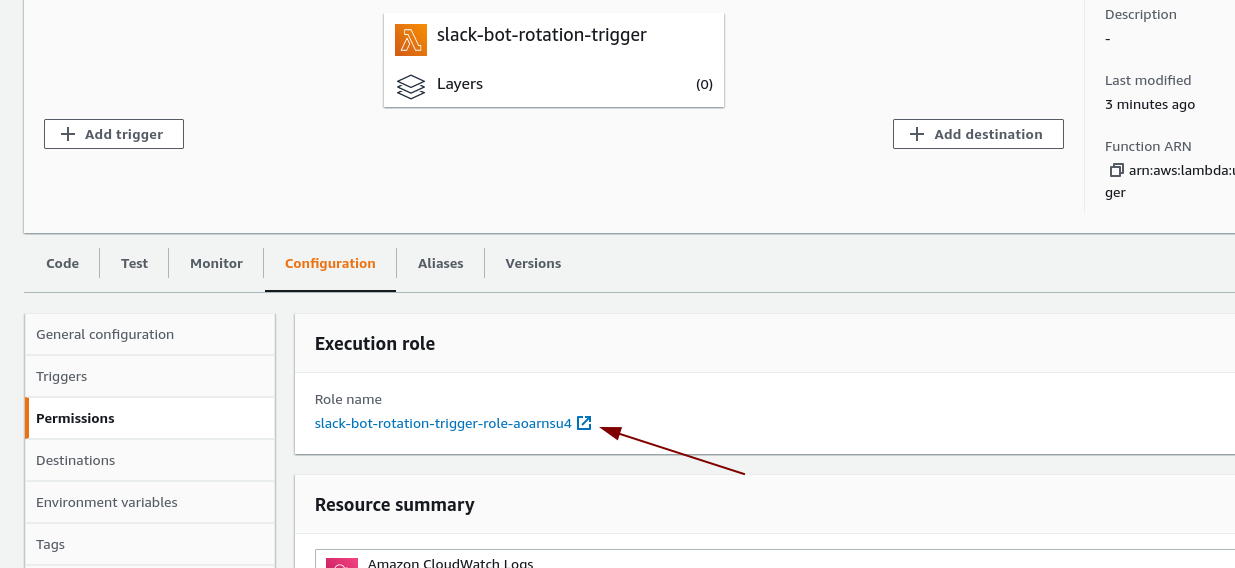 slack-bot-rotation-trigger
Layers
(0)
Add trigger
Add destination
Description
-
Last modified
3 minutes ago
Function ARN
arn:aws:lambda:u
ger
Code
Test
Monitor
Configuration
Aliases
Versions
General configuration
Triggers
Permissions
Destinations
Environment variables
Tags
Execution role
Role name
slack-bot-rotation-trigger-role-aoarnsu4
Resource summary
Amazon CloudWatch Logs